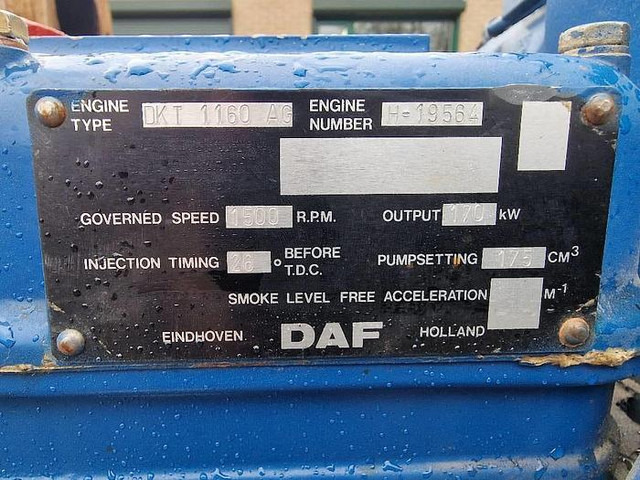 ENGINE TYPE DKT 1160 AG ENGINE NUMBER H-19564
GOVERNED SPEED 1500 R.P.M. OUTPUT 170 kW
INJECTION TIMING 26 ° BEFORE T.D.C. PUMPSETTING 175 CM³
SMOKE LEVEL FREE ACCELERATION M⁻¹
EINDHOVEN DAF HOLLAND